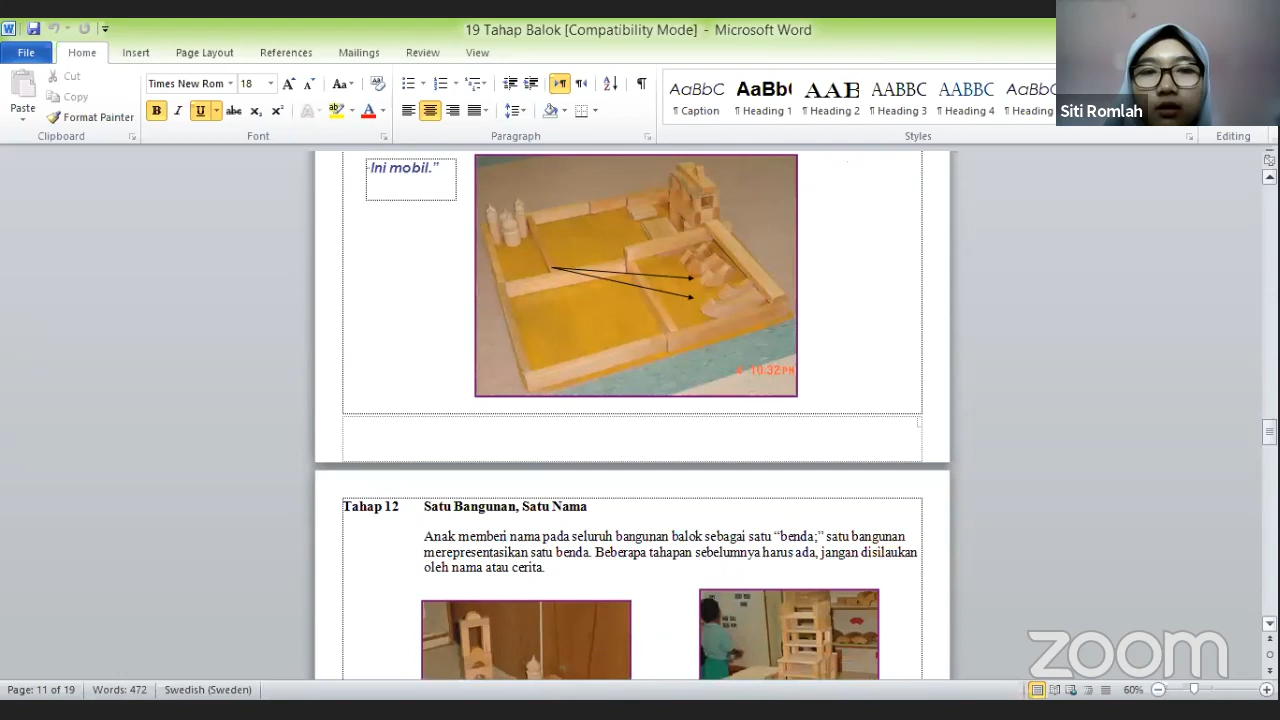 19 Tahap Balok [Compatibility Mode] - Microsoft Word
File Home Insert Page Layout References Mailings Review View
Cut
Copy
Format Painter
Paste
Times New Rom 18
AaBbC AaBbC AAB AABBC AABBC AaBbC
¶ Caption ¶ Heading 1 ¶ Heading 2 ¶ Heading 3 ¶ Heading 4 ¶ Heading
Clipboard Font Paragraph Styles Editing
Siti Romlah
Ini mobil.”
10:32PM
Tahap 12 Satu Bangunan, Satu Nama
Anak memberi nama pada seluruh bangunan balok sebagai satu “benda;” satu bangunan
merepresentasikan satu benda. Beberapa tahapan sebelumnya harus ada, jangan disilaukan
oleh nama atau cerita.
zoom
Page: 11 of 19 Words: 472 Swedish (Sweden) 60%